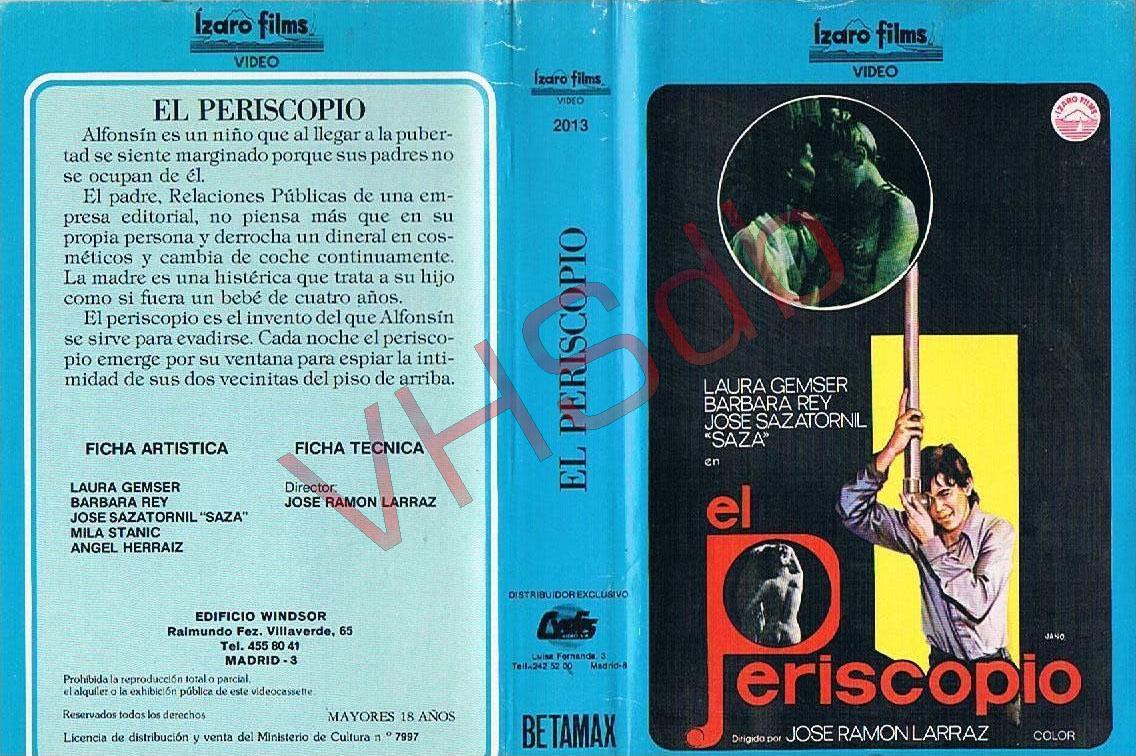 Ízaro films
VIDEO
EL PERISCOPIO
Alfonsín es un niño que al llegar a la puber-
tad se siente marginado porque sus padres no
se ocupan de él.
El padre, Relaciones Públicas de una em-
presa editorial, no piensa más que en su
propia persona y derrocha un dineral en cos-
méticos y cambia de coche continuamente.
La madre es una histérica que trata a su hijo
como si fuera un bebé de cuatro años.
El periscopio es el invento del que Alfonsín
se sirve para evadirse. Cada noche el perisco-
pio emerge por su ventana para espiar la inti-
midad de sus dos vecinitas del piso de arriba.
FICHA ARTISTICA
LAURA GEMSER
BARBARA REY
JOSE SAZATORNIL "SAZA"
MILA STANIC
ANGEL HERRAIZ
FICHA TECNICA
Director:
JOSE RAMON LARRAZ
EDIFICIO WINDSOR
Raimundo Fez. Villaverde, 65
Tel. 455 80 41
MADRID - 3
Prohibida la reproducción total o parcial,
el alquiler o la exhibición pública de este videocassette.
Reservados todos los derechos
MAYORES 18 AÑOS
Licencia de distribución y venta del Ministerio de Cultura n º 7997
Ízaro films
VIDEO
2013
EL PERISCOPIO
DISTRIBUIDOR EXCLUSIVO
Luisa Fernanda, 3
Telf.: 242 52 00 Madrid-8
BETAMAX
Ízaro films
VIDEO
ÍZARO FILMS
LAURA GEMSER
BARBARA REY
JOSE SAZATORNIL
"SAZA"
en
el
Periscopio
JANO
Dirigida por JOSE RAMON LARRAZ
COLOR
VHSdb